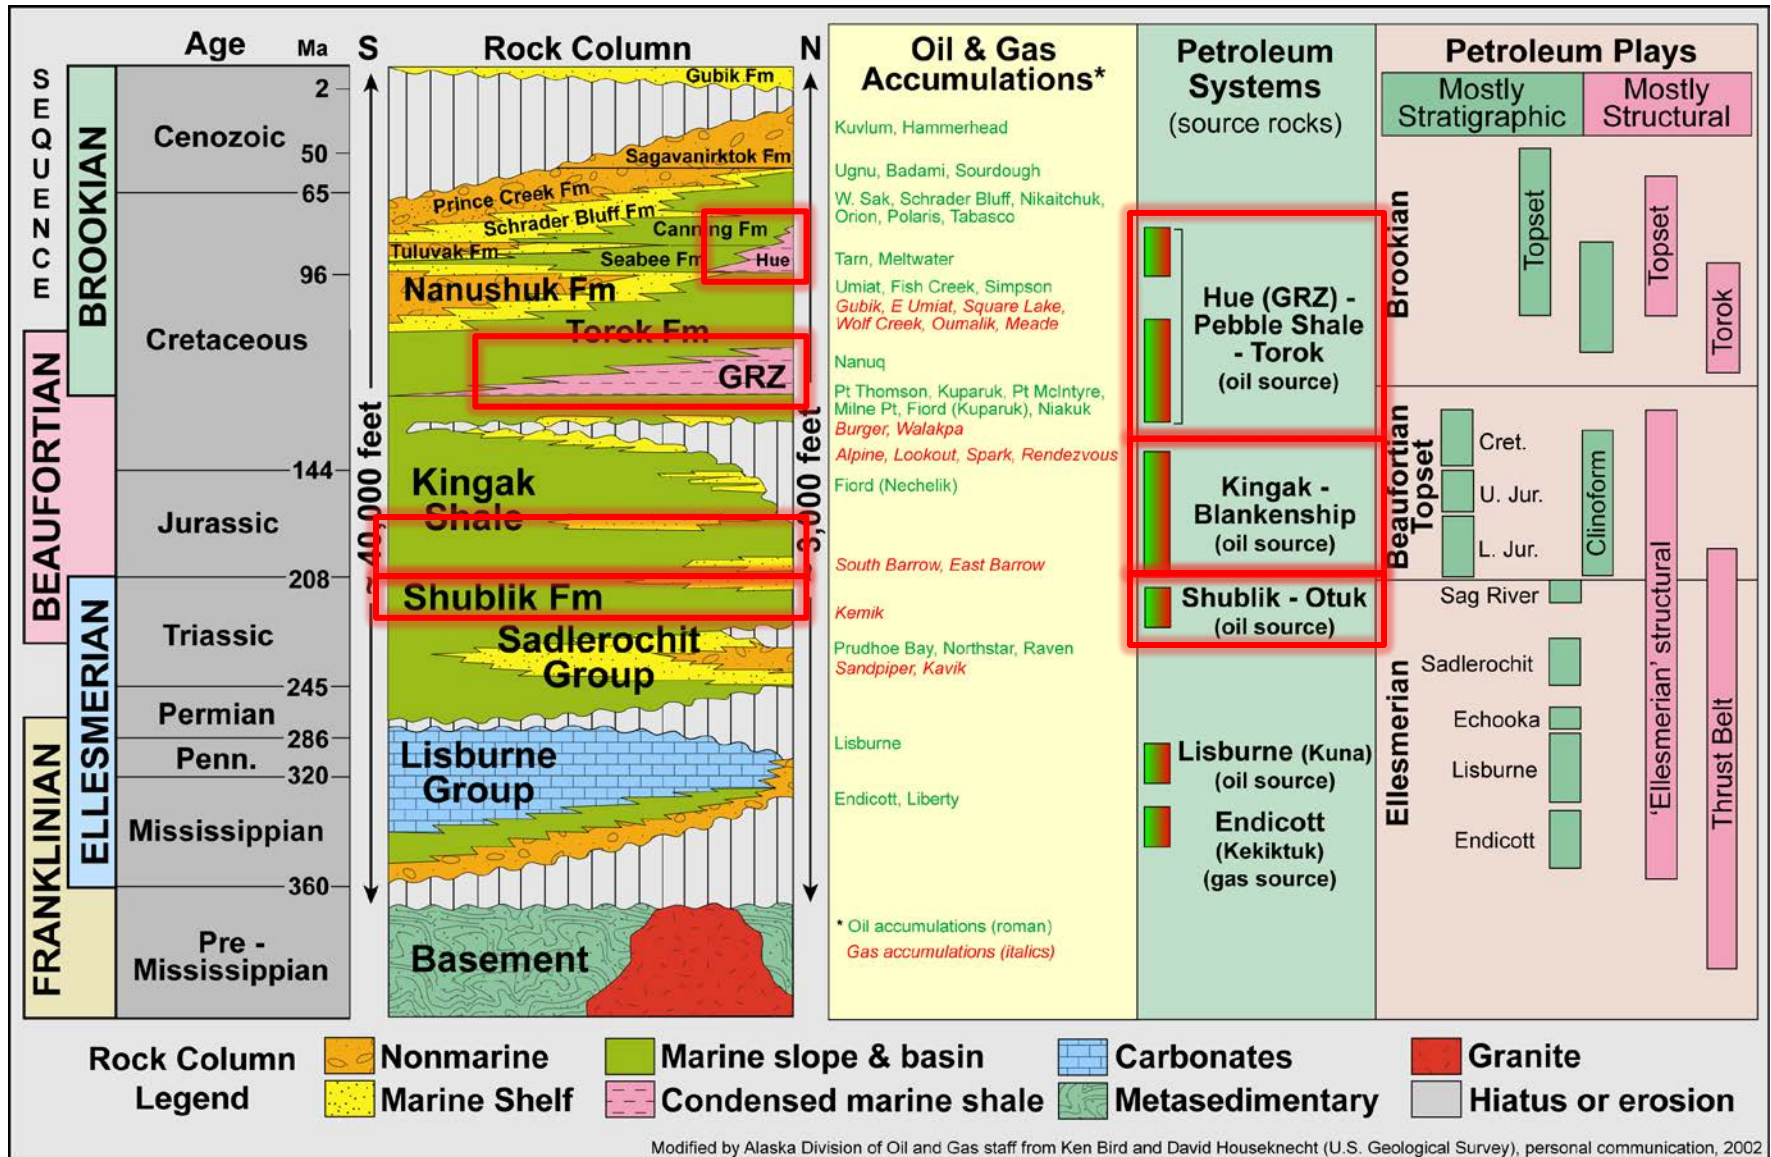 SEQUENCE
BROOKIAN
BEAUFORTIAN
ELLESMERIAN
FRANKLINIAN
Age
Ma
Cenozoic
Cretaceous
Jurassic
Triassic
Permian
Penn.
Mississippian
Pre -
Mississippian
2
50
65
96
144
208
245
286
320
360
S
Rock Column
N
Gubik Fm
Sagavanirktok Fm
Prince Creek Fm
Schrader Bluff Fm
Canning Fm
Tuluvak Fm
Seabee Fm
Hue
Nanushuk Fm
Torok Fm
GRZ
Kingak
Shale
Shublik Fm
Sadlerochit
Group
Lisburne
Group
Basement
≈ 40,000 feet
3,000 feet
Oil & Gas
Accumulations*
Kuvlum, Hammerhead
Ugnu, Badami, Sourdough
W. Sak, Schrader Bluff, Nikaitchuk,
Orion, Polaris, Tabasco
Tarn, Meltwater
Umiat, Fish Creek, Simpson
Gubik, E Umiat, Square Lake,
Wolf Creek, Oumalik, Meade
Nanuq
Pt Thomson, Kuparuk, Pt McIntyre,
Milne Pt, Fiord (Kuparuk), Niakuk
Burger, Walakpa
Alpine, Lookout, Spark, Rendezvous
Fiord (Nechelik)
South Barrow, East Barrow
Kemik
Prudhoe Bay, Northstar, Raven
Sandpiper, Kavik
Lisburne
Endicott, Liberty
* Oil accumulations (roman)
Gas accumulations (italics)
Petroleum
Systems
(source rocks)
Hue (GRZ) -
Pebble Shale
- Torok
(oil source)
Kingak -
Blankenship
(oil source)
Shublik - Otuk
(oil source)
Lisburne (Kuna)
(oil source)
Endicott
(Kekiktuk)
(gas source)
Petroleum Plays
Mostly
Stratigraphic
Mostly
Structural
Brookian
Topset
Topset
Torok
Beaufortian
Topset
Cret.
U. Jur.
L. Jur.
Clinoform
Ellesmerian
Sag River
Sadlerochit
Echooka
Lisburne
Endicott
'Ellesmerian' structural
Thrust Belt
Rock Column
Legend
Nonmarine
Marine slope & basin
Carbonates
Granite
Marine Shelf
Condensed marine shale
Metasedimentary
Hiatus or erosion
Modified by Alaska Division of Oil and Gas staff from Ken Bird and David Houseknecht (U.S. Geological Survey), personal communication, 2002